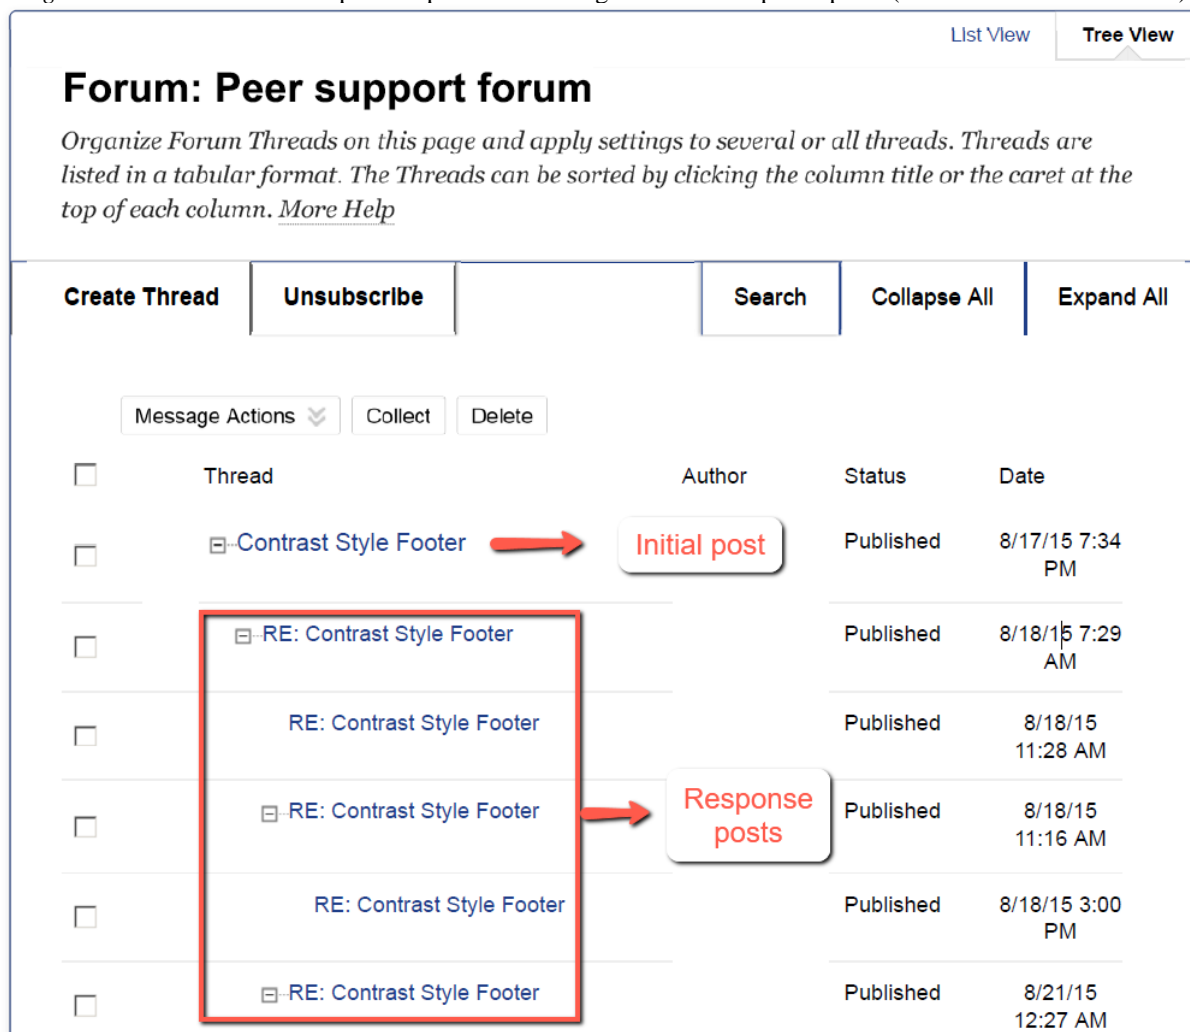 List View Tree View
Forum: Peer support forum
Organize Forum Threads on this page and apply settings to several or all threads. Threads are
listed in a tabular format. The Threads can be sorted by clicking the column title or the caret at the
top of each column. More Help
Create Thread Unsubscribe Search Collapse All Expand All
Message Actions Collect Delete
Thread Author Status Date
Contrast Style Footer Initial post Published 8/17/15 7:34
PM
RE: Contrast Style Footer Published 8/18/15 7:29
AM
RE: Contrast Style Footer Published 8/18/15
11:28 AM
Response
posts
RE: Contrast Style Footer Published 8/18/15
11:16 AM
RE: Contrast Style Footer Published 8/18/15 3:00
PM
RE: Contrast Style Footer Published 8/21/15
12:27 AM